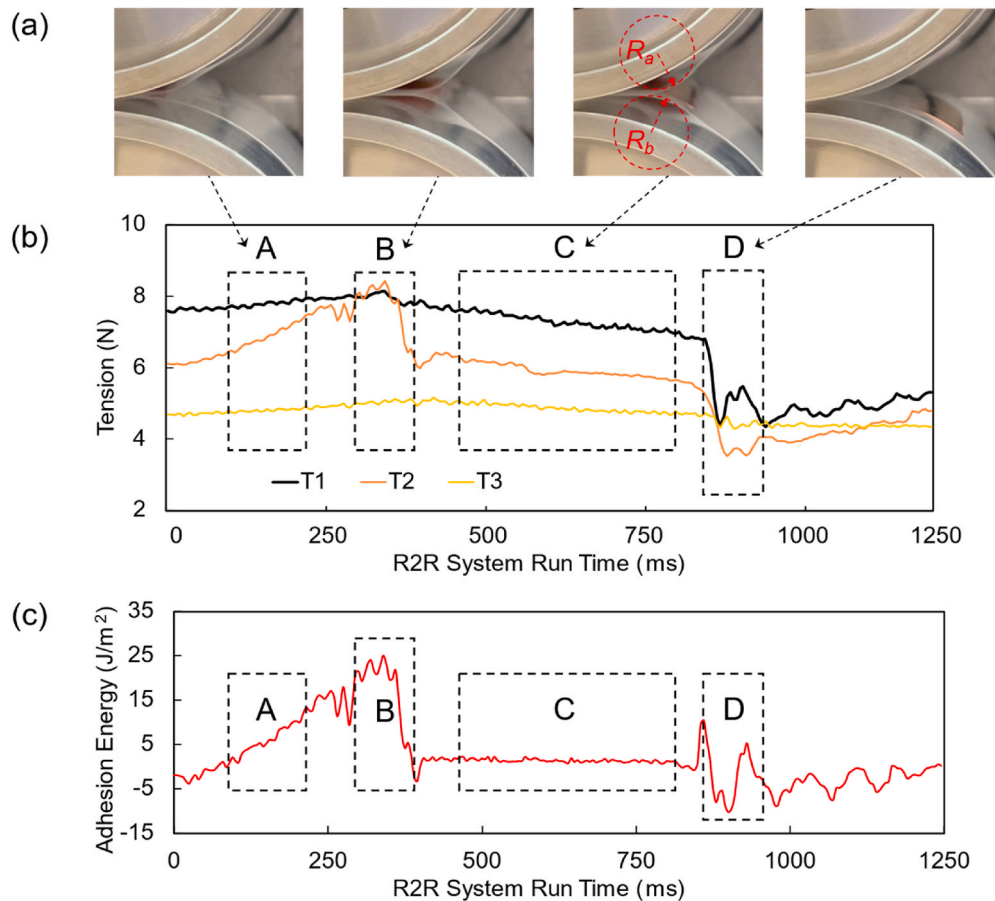 (a)
Ra
Rb
(b)
10
8
6
4
2
Tension (N)
A
B
C
D
T1
T2
T3
0
250
500
750
1000
1250
R2R System Run Time (ms)
(c)
35
25
15
5
-5
-15
Adhesion Energy (J/m²)
A
B
C
D
0
250
500
750
1000
1250
R2R System Run Time (ms)